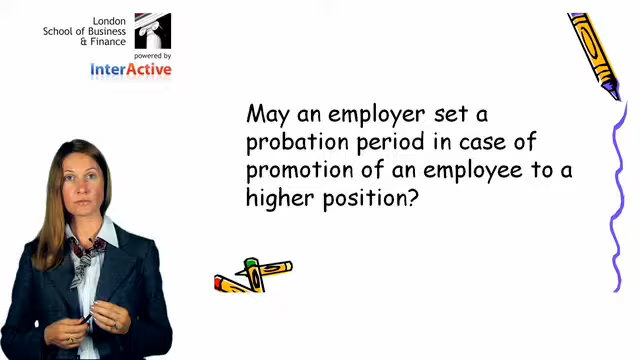 London
School of Business
& Finance
powered by
InterActive
May an employer set a
probation period in case of
promotion of an employee to a
higher position?